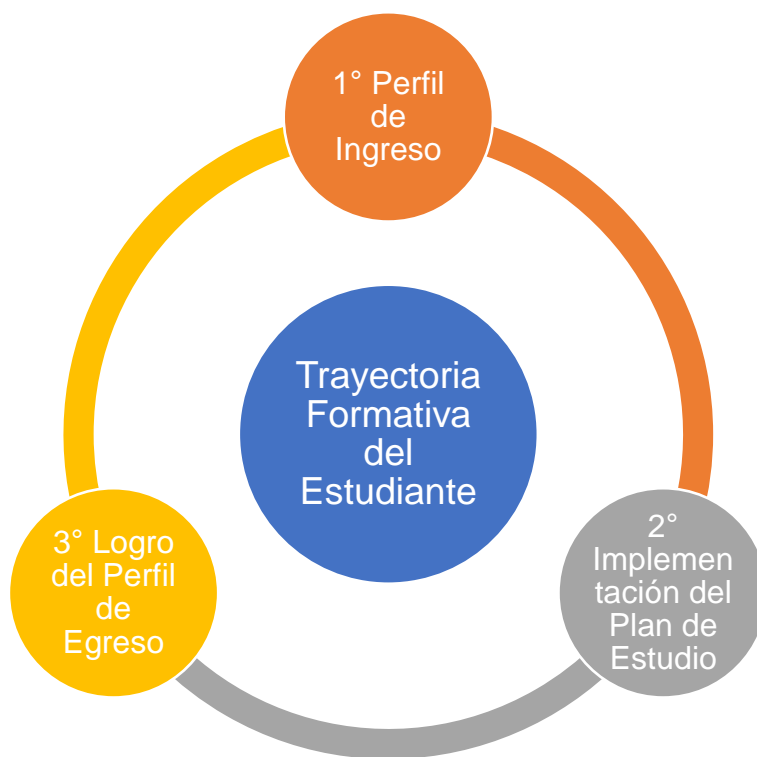 1° Perfil
de
Ingreso
Trayectoria
Formativa
del
Estudiante
2°
Implemen
tación del
Plan de
Estudio
3° Logro
del Perfil
de
Egreso